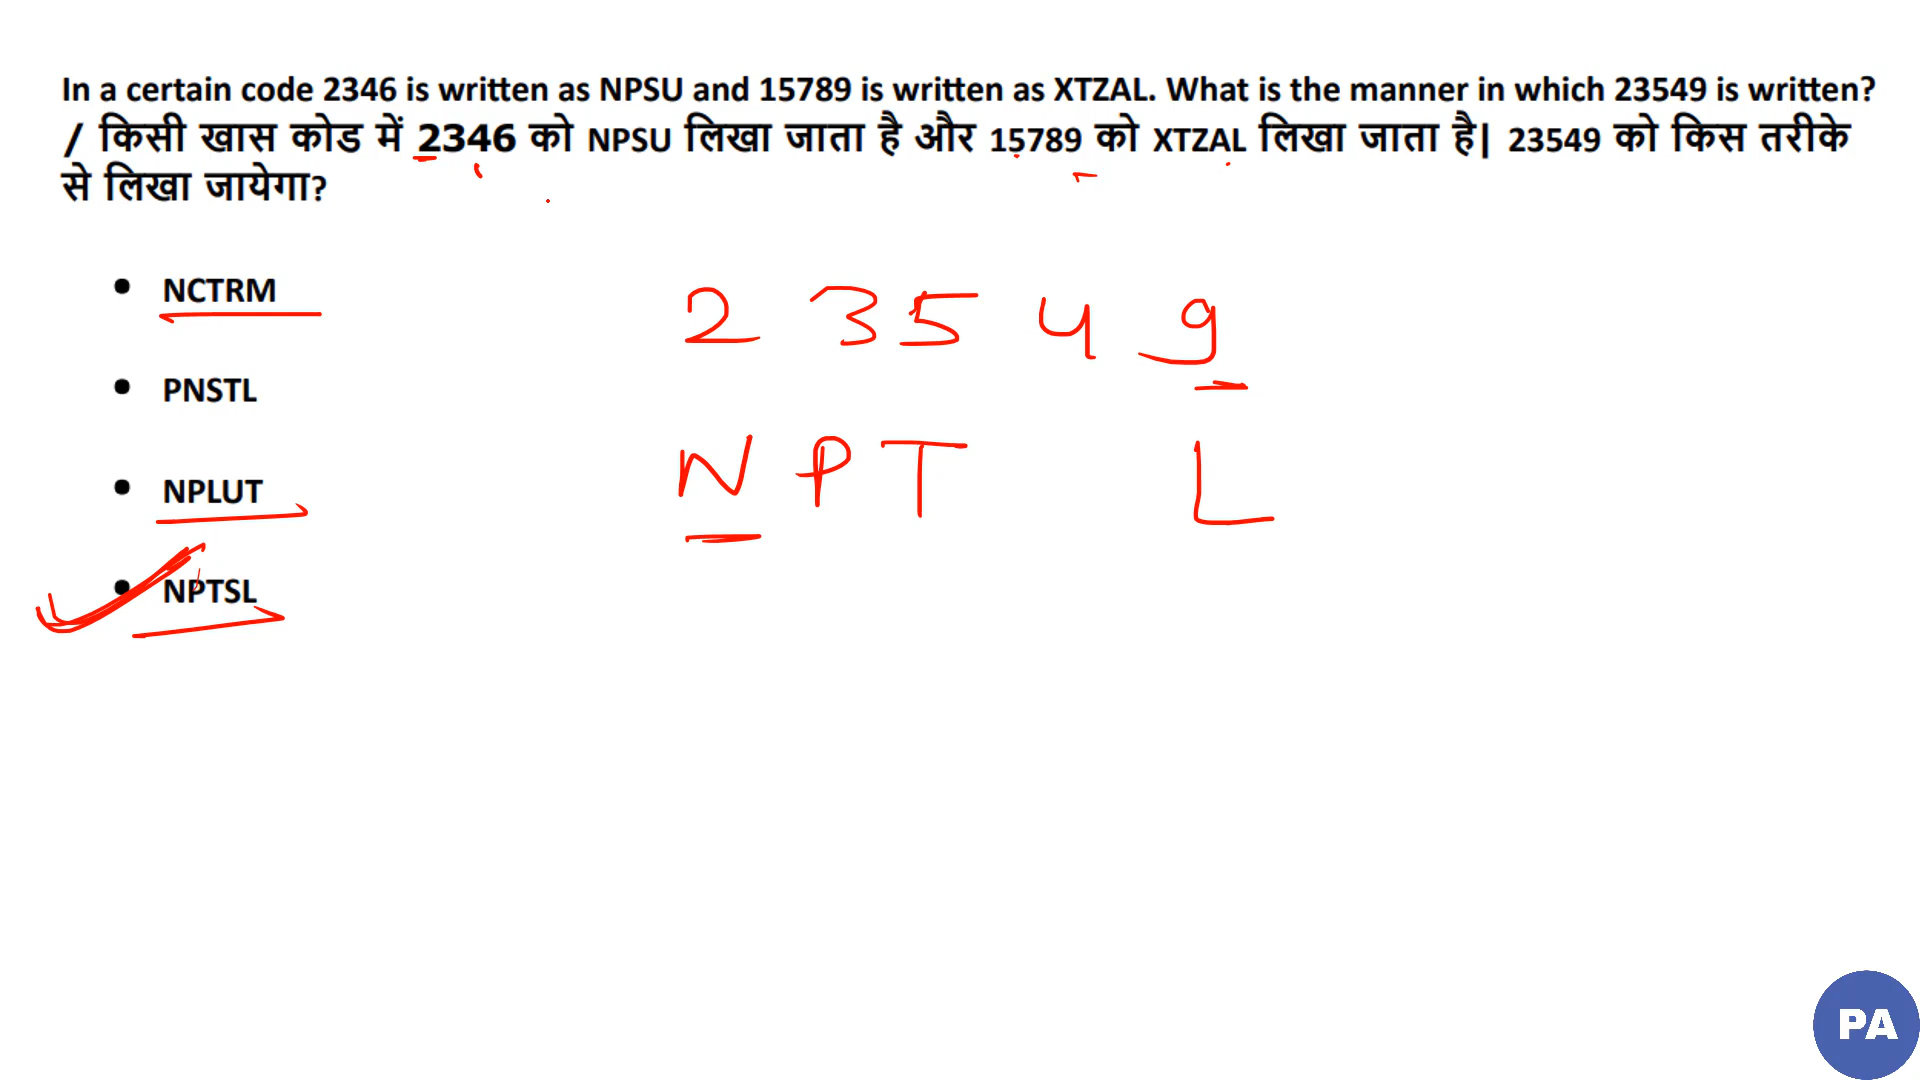 In a certain code 2346 is written as NPSU and 15789 is written as XTZAL. What is the manner in which 23549 is written?
/ किसी खास कोड में 2346 को NPSU लिखा जाता है और 15789 को XTZAL लिखा जाता है| 23549 को किस तरीके
से लिखा जायेगा?
• NCTRM
• PNSTL
• NPLUT
• NPTSL
2 3 5 4 9
N P T L
PA